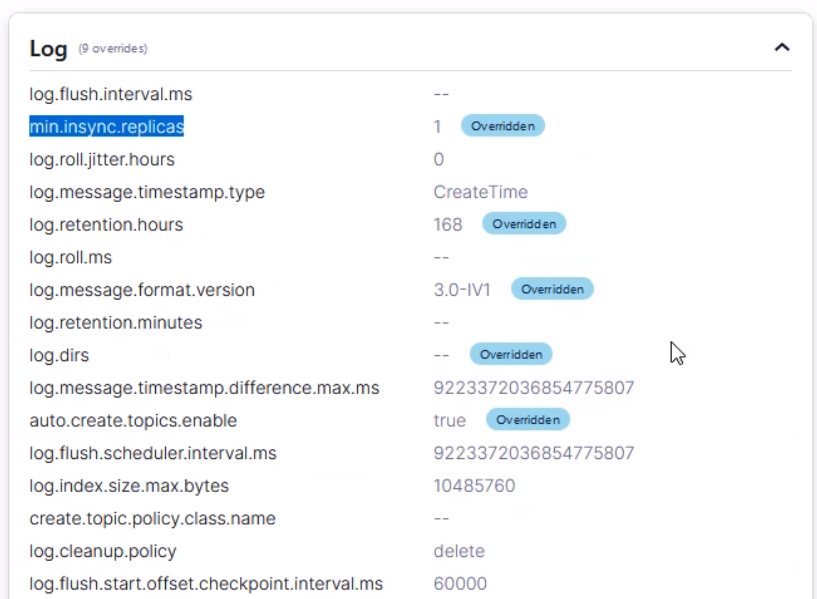 Log (9 overrides)
log.flush.interval.ms --
min.insync.replicas 1 Overridden
log.roll.jitter.hours 0
log.message.timestamp.type CreateTime
log.retention.hours 168 Overridden
log.roll.ms --
log.message.format.version 3.0-IV1 Overridden
log.retention.minutes --
log.dirs -- Overridden
log.message.timestamp.difference.max.ms 9223372036854775807
auto.create.topics.enable true Overridden
log.flush.scheduler.interval.ms 9223372036854775807
log.index.size.max.bytes 10485760
create.topic.policy.class.name --
log.cleanup.policy delete
log.flush.start.offset.checkpoint.interval.ms 60000